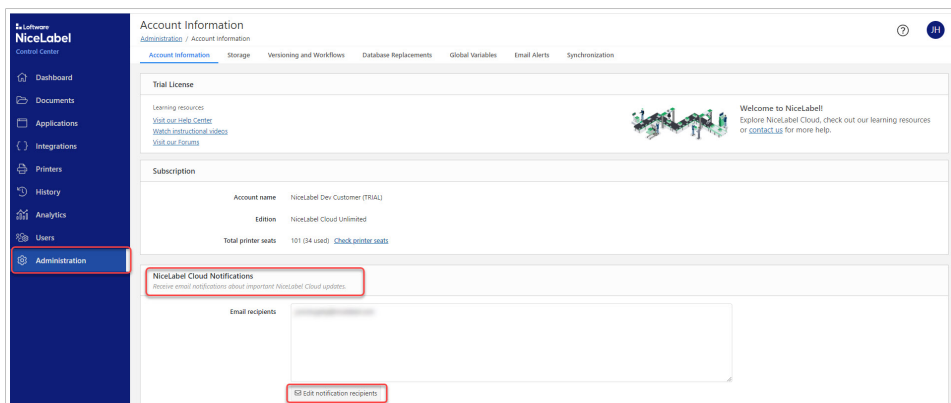 Loftware
NiceLabel
Control Center
Dashboard
Documents
Applications
Integrations
Printers
History
Analytics
Users
Administration
Account Information
Administration / Account Information
JH
Account Information Storage Versioning and Workflows Database Replacements Global Variables Email Alerts Synchronization
Trial License
Learning resources
Visit our Help Center
Watch instructional videos
Visit our Forums
Welcome to NiceLabel!
Explore NiceLabel Cloud, check out our learning resources
or contact us for more help.
Subscription
Account name NiceLabel Dev Customer (TRIAL)
Edition NiceLabel Cloud Unlimited
Total printer seats 101 (34 used) Check printer seats
NiceLabel Cloud Notifications
Receive email notifications about important NiceLabel Cloud updates.
Email recipients
Edit notification recipients